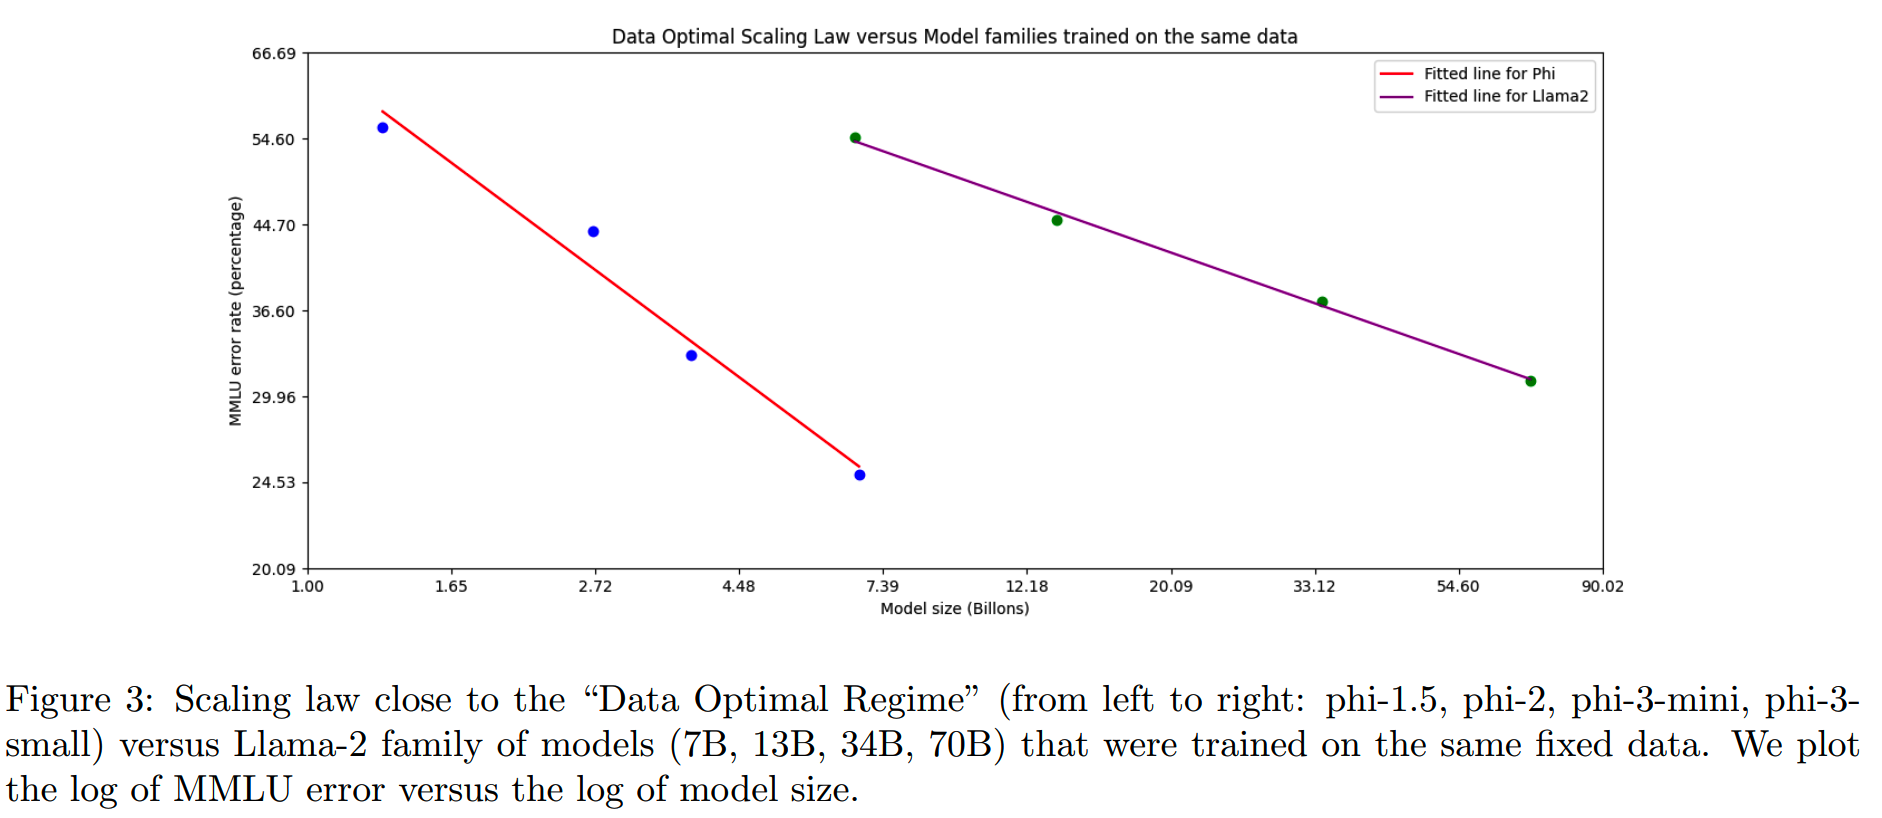 Data Optimal Scaling Law versus Model families trained on the same data
66.69
54.60
44.70
36.60
29.96
24.53
20.09
MMLU error rate (percentage)
Fitted line for Phi
Fitted line for Llama2
1.00 1.65 2.72 4.48 7.39 12.18 20.09 33.12 54.60 90.02
Model size (Billons)
Figure 3: Scaling law close to the “Data Optimal Regime” (from left to right: phi-1.5, phi-2, phi-3-mini, phi-3-
small) versus Llama-2 family of models (7B, 13B, 34B, 70B) that were trained on the same fixed data. We plot
the log of MMLU error versus the log of model size.